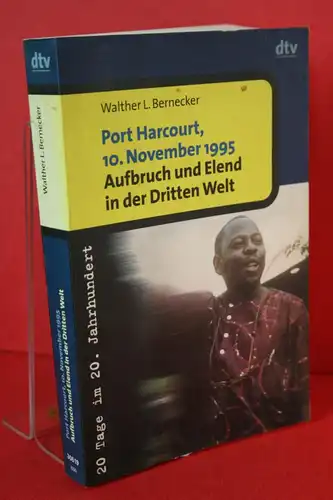 dtv
dtv
Walther L. Bernecker
Port Harcourt,
10. November 1995
Aufbruch und Elend
in der Dritten Welt
20 Tage im 20. Jahrhundert
Walther L. Bernecker
Port Harcourt, 10. November 1995
Aufbruch und Elend in der Dritten Welt